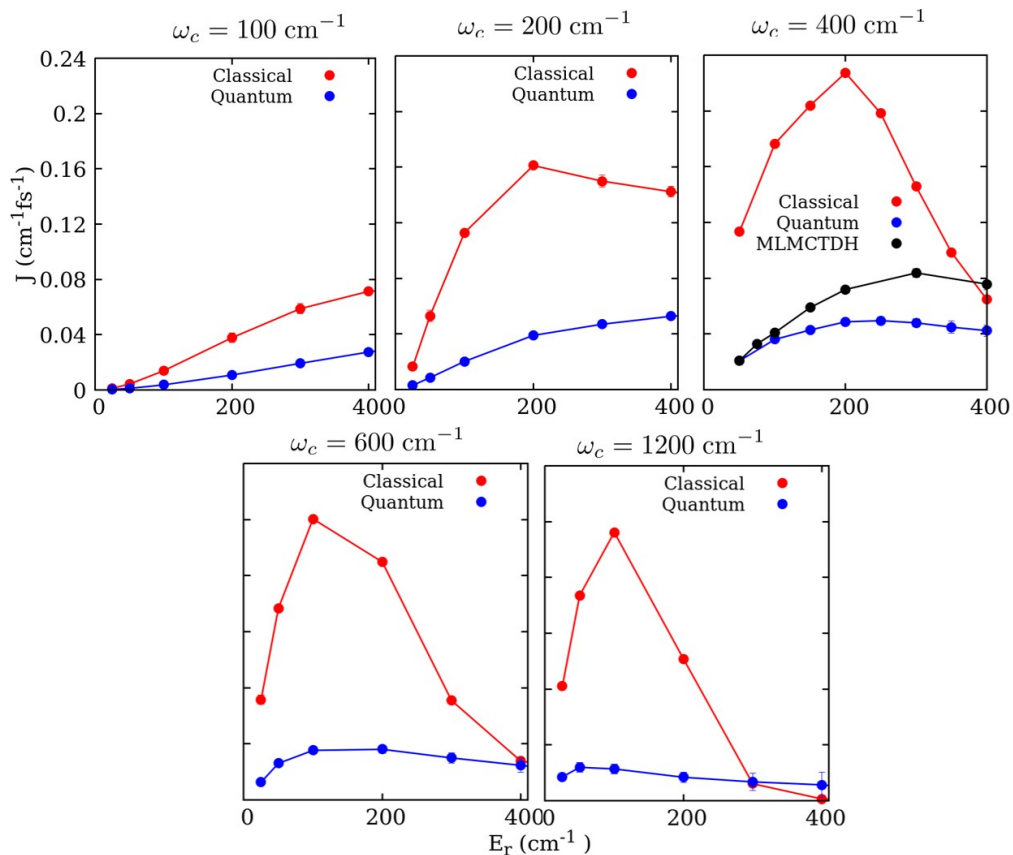 ω_c = 100 cm⁻¹
ω_c = 200 cm⁻¹
ω_c = 400 cm⁻¹
0.24
0.2
0.16
0.12
0.08
0.04
0
J (cm⁻¹fs⁻¹)
Classical
Quantum
Classical
Quantum
Classical
Quantum
MLMCTDH
0 200 400
0 200 400
0 200 400
ω_c = 600 cm⁻¹
ω_c = 1200 cm⁻¹
Classical
Quantum
Classical
Quantum
0 200 400
0 200 400
E_r (cm⁻¹)